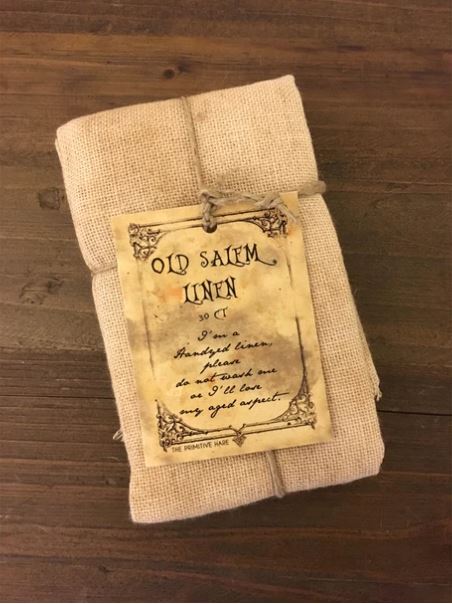 OLD SALEM
LINEN
30 CT
I'm a
Handyed linen,
please
do not wash me
or I'll lose
my aged aspect.
THE PRIMITIVE HARE